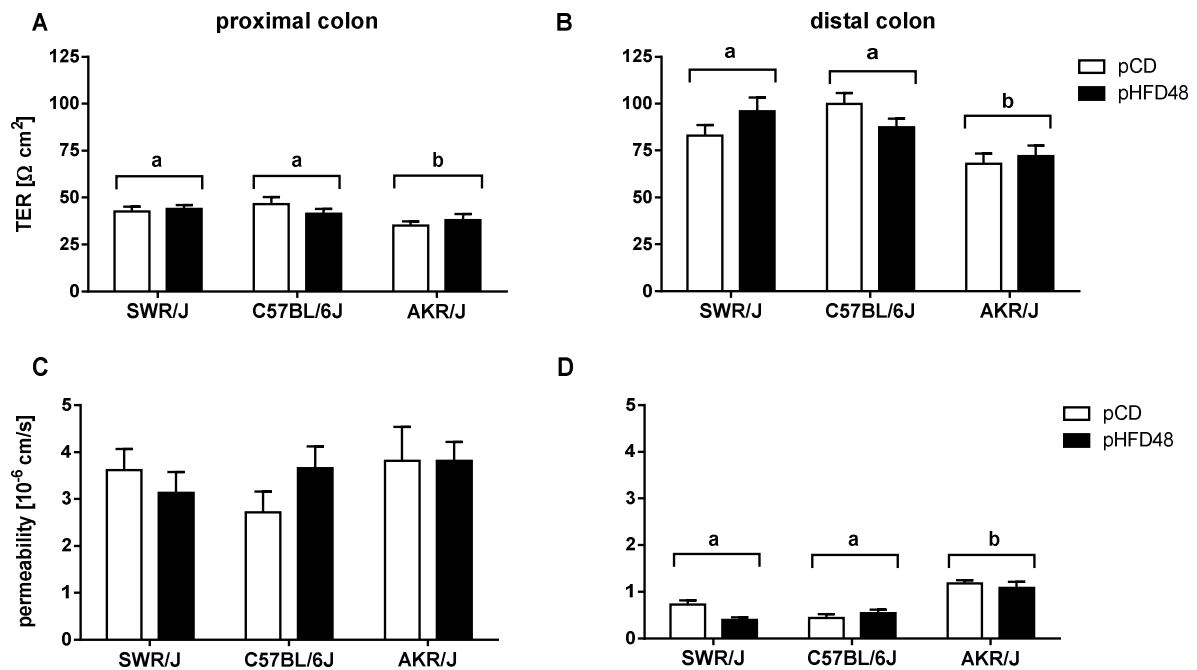 A
proximal colon
TER [Ω cm²]
125
100
75
50
25
0
a
a
b
SWR/J
C57BL/6J
AKR/J
B
distal colon
125
100
75
50
25
0
a
a
b
SWR/J
C57BL/6J
AKR/J
pCD
pHFD48
C
permeability [10⁻⁶ cm/s]
5
4
3
2
1
0
SWR/J
C57BL/6J
AKR/J
D
5
4
3
2
1
0
a
a
b
SWR/J
C57BL/6J
AKR/J
pCD
pHFD48